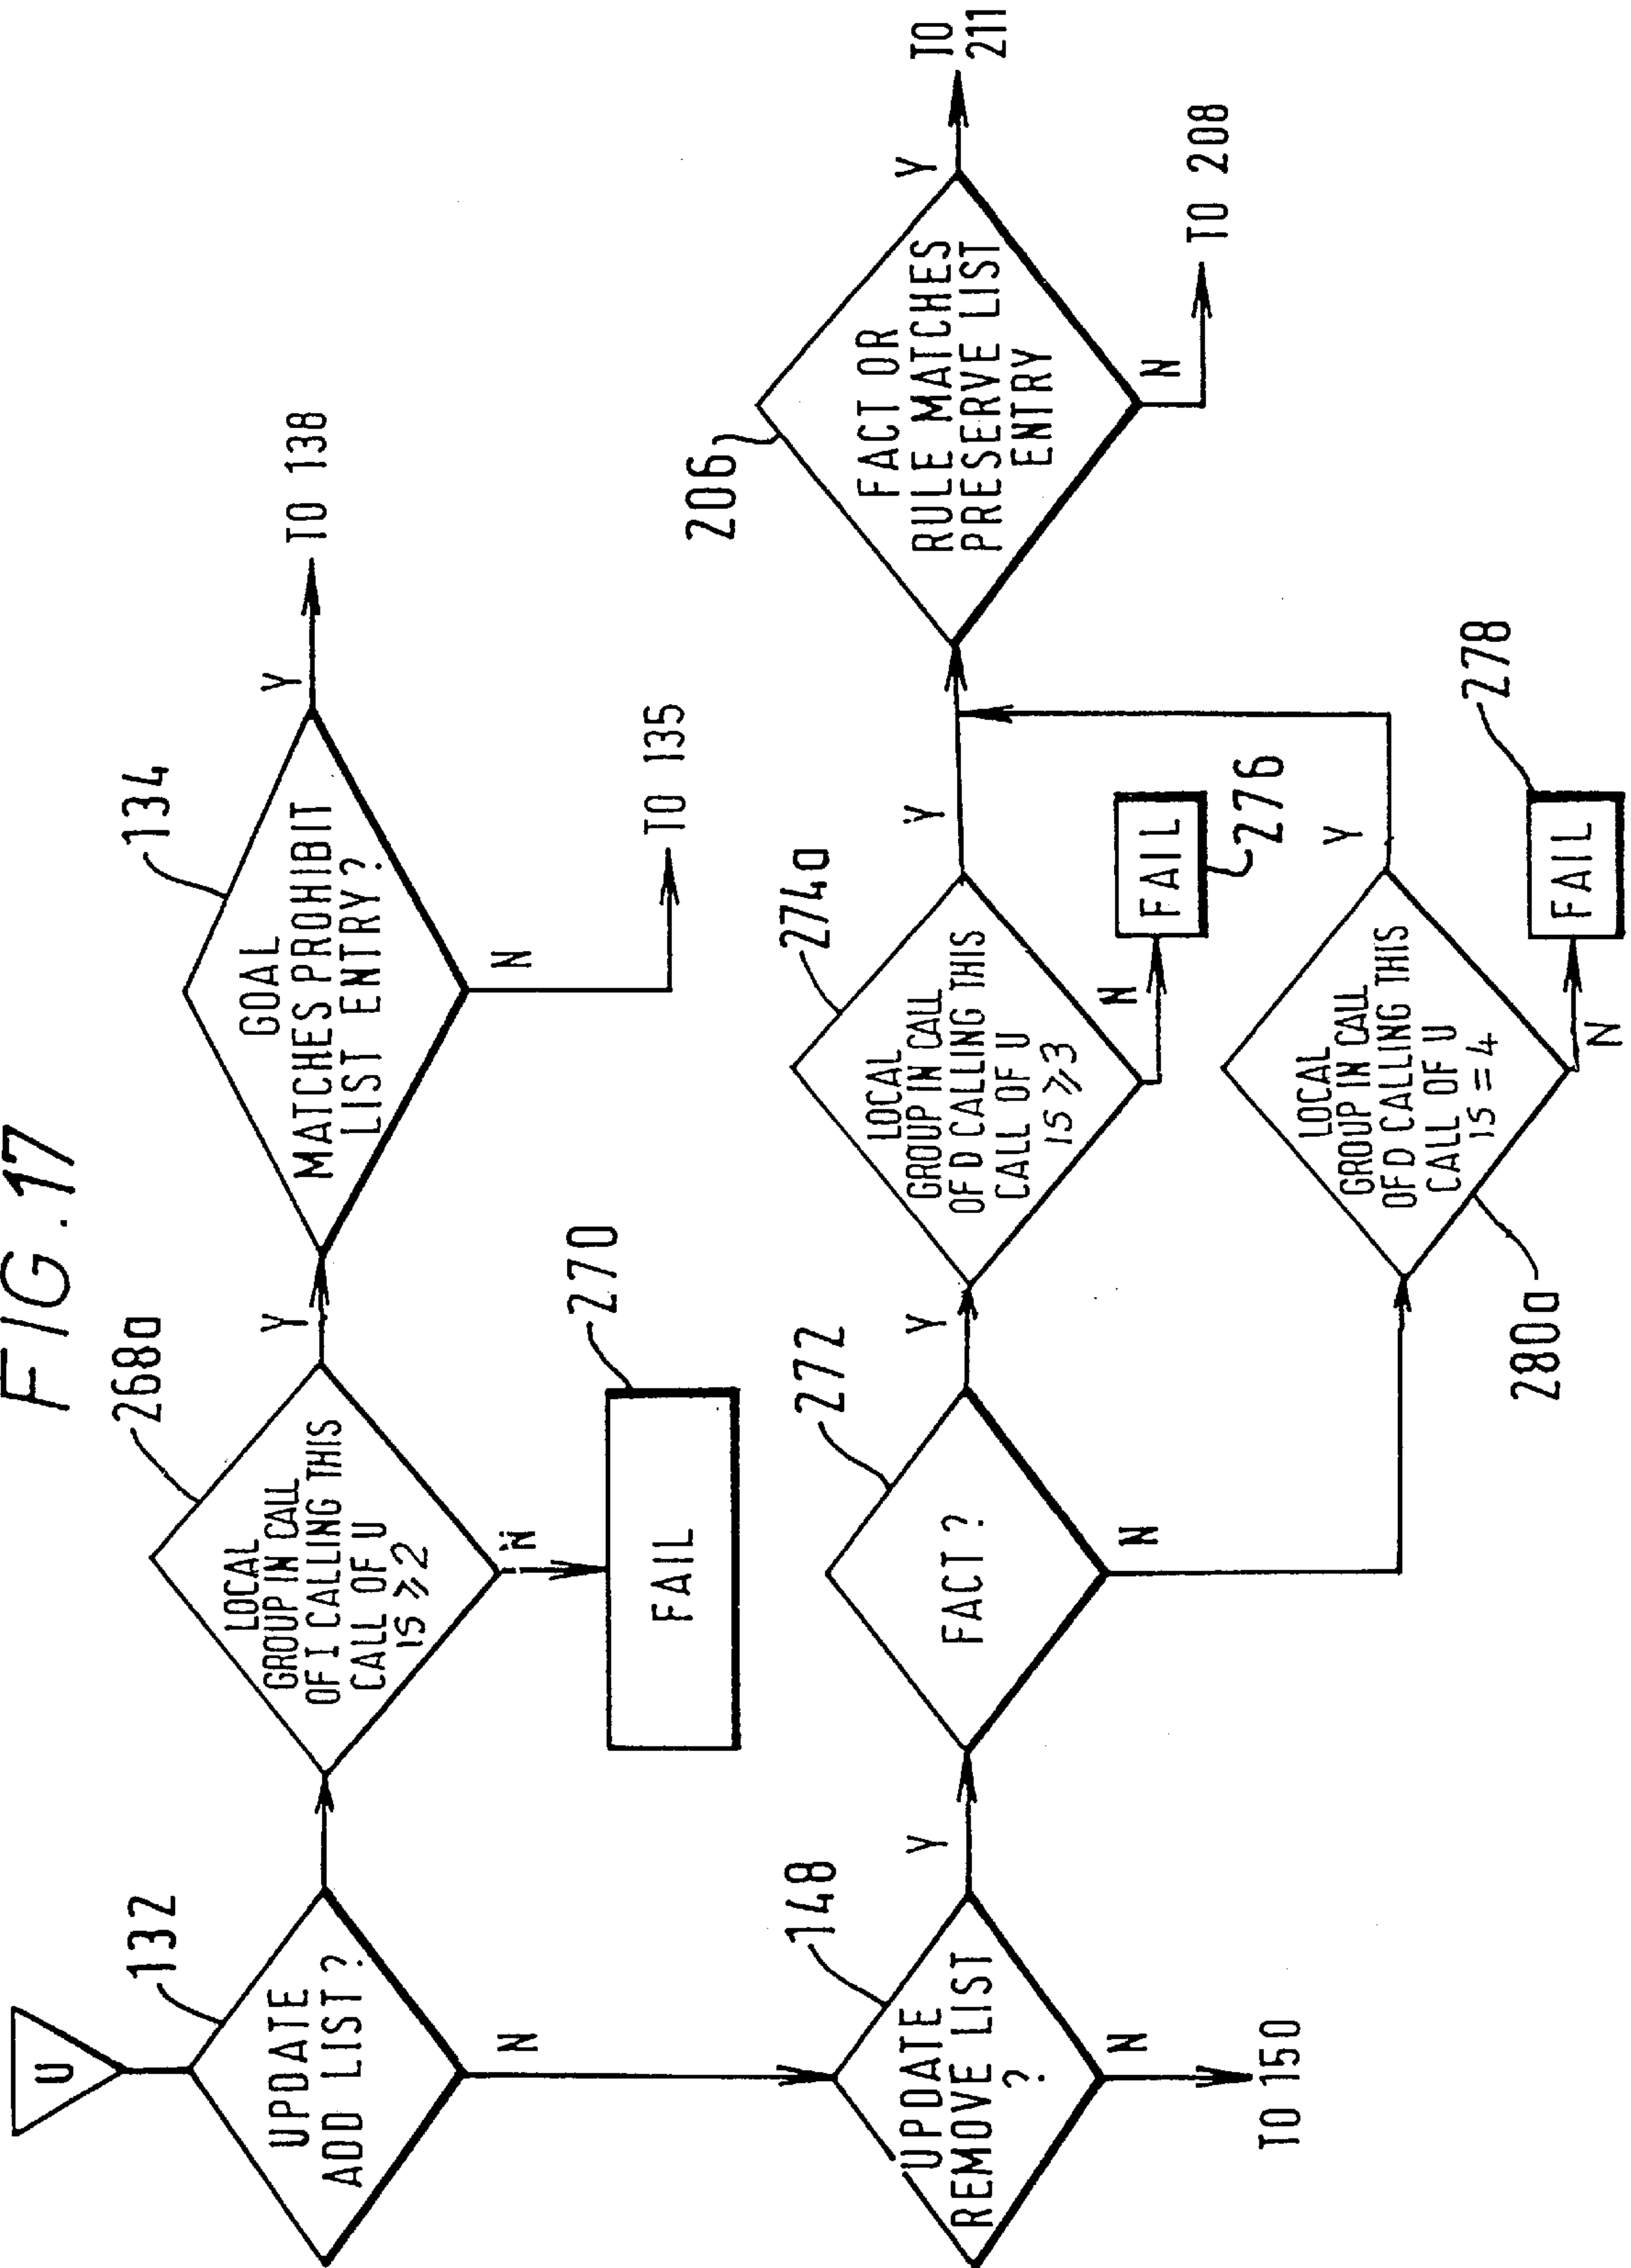 FIG. 17
U
132
UPDATE
ADD LIST ?
N
268a
LOCAL
GROUP IN CALL
OF I CALLING THIS
CALL OF U
IS ⩾2
Y
N
270
FAIL
134
GOAL
MATCHES PROHIBIT
LIST ENTRY?
Y
TO 138
N
TO 135
148
UPDATE
REMOVE LIST
?
Y
N
TO 150
272
FACT ?
Y
N
274a
LOCAL
GROUP IN CALL
OF D CALLING THIS
CALL OF U
IS ⩾3
Y
N
FAIL
276
280a
LOCAL
GROUP IN CALL
OF D CALLING THIS
CALL OF U
IS = 4
Y
N
FAIL
278
206
FACT OR
RULE MATCHES
PRESERVE LIST
ENTRY
Y
TO
211
N
TO 208